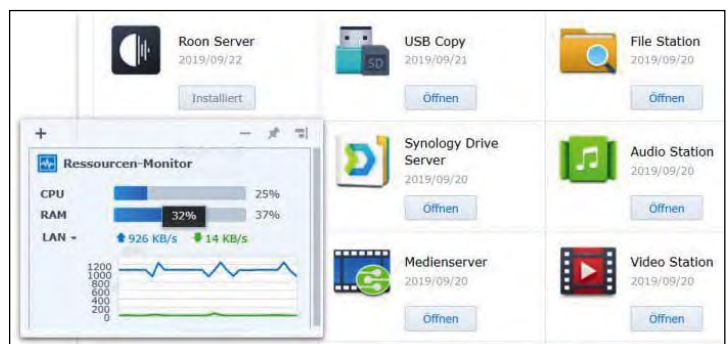 Roon Server
2019/09/22
Installiert
USB Copy
2019/09/21
Öffnen
File Station
2019/09/20
Öffnen
SD
Synology Drive
Server
2019/09/20
Öffnen
Audio Station
2019/09/20
Öffnen
Medienserver
2019/09/20
Öffnen
Video Station
2019/09/20
Öffnen
Ressourcen-Monitor
CPU
25%
RAM
32%
37%
LAN
926 KB/s
14 KB/s
1200
1000
800
600
400
200
0